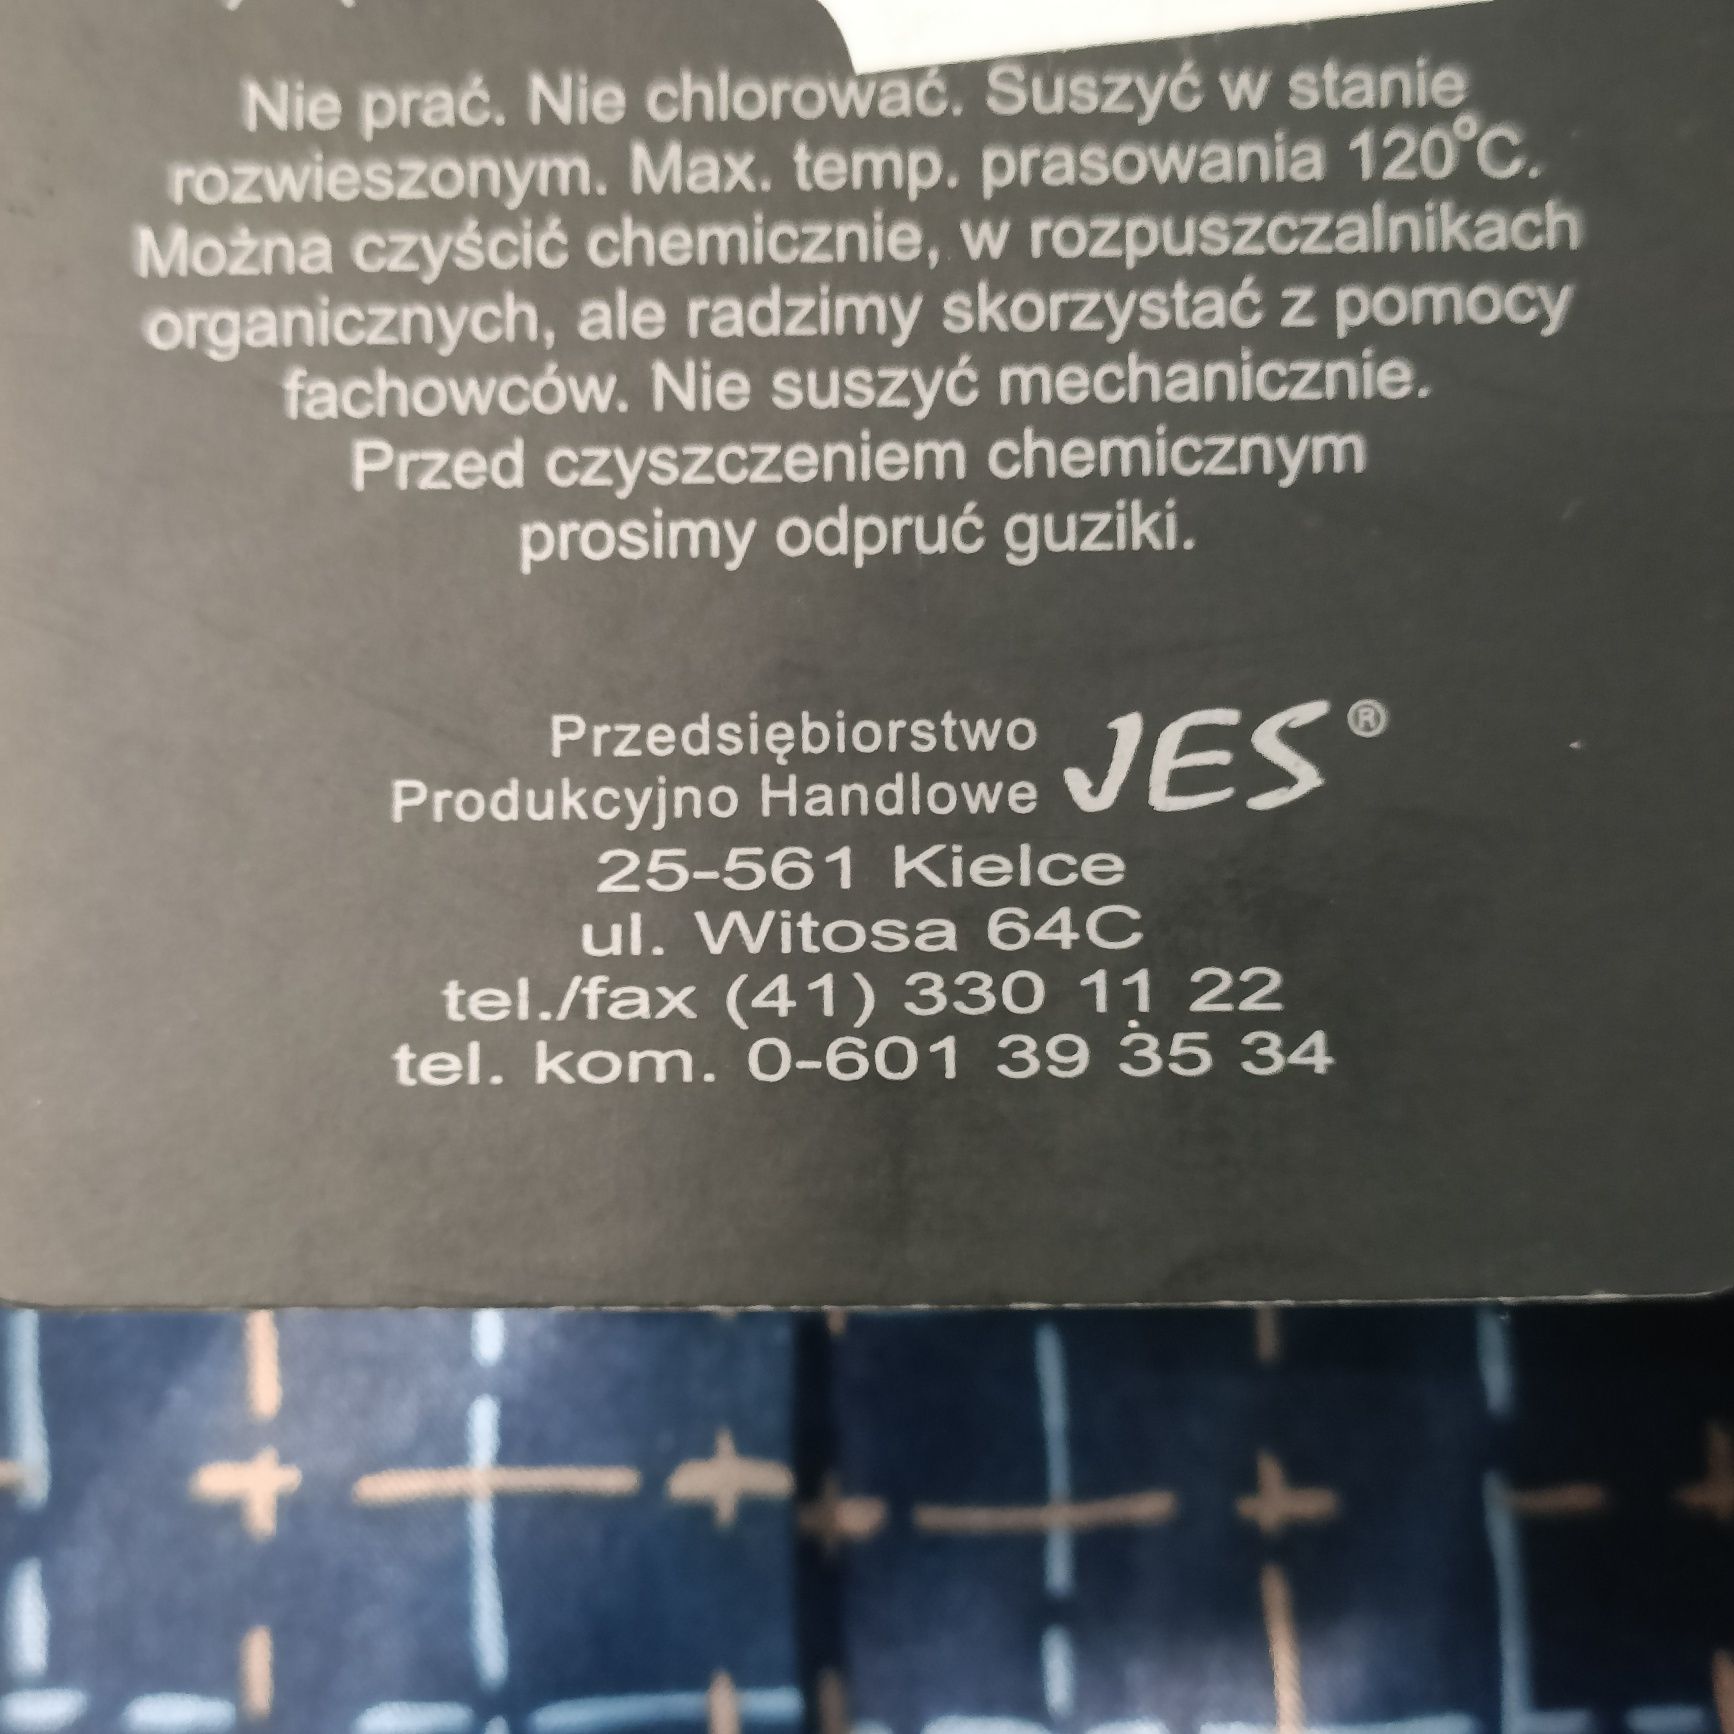 Nie prać. Nie chlorować. Suszyć w stanie
rozwieszonym. Max. temp. prasowania 120°C.
Można czyścić chemicznie, w rozpuszczalnikach
organicznych, ale radzimy skorzystać z pomocy
fachowców. Nie suszyć mechanicznie.
Przed czyszczeniem chemicznym
prosimy odpruć guziki.
Przedsiębiorstwo
Produkcyjno Handlowe JES®
25-561 Kielce
ul. Witosa 64C
tel./fax (41) 330 11 22
tel. kom. 0-601 39 35 34